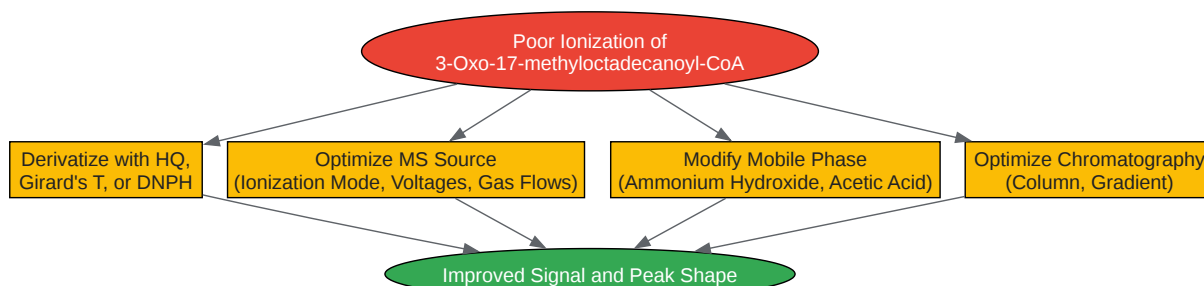 Poor Ionization of
3-Oxo-17-methyloctadecanoyl-CoA
Derivatize with HQ,
Girard's T, or DNPH
Optimize MS Source
(Ionization Mode, Voltages, Gas Flows)
Modify Mobile Phase
(Ammonium Hydroxide, Acetic Acid)
Optimize Chromatography
(Column, Gradient)
Improved Signal and Peak Shape